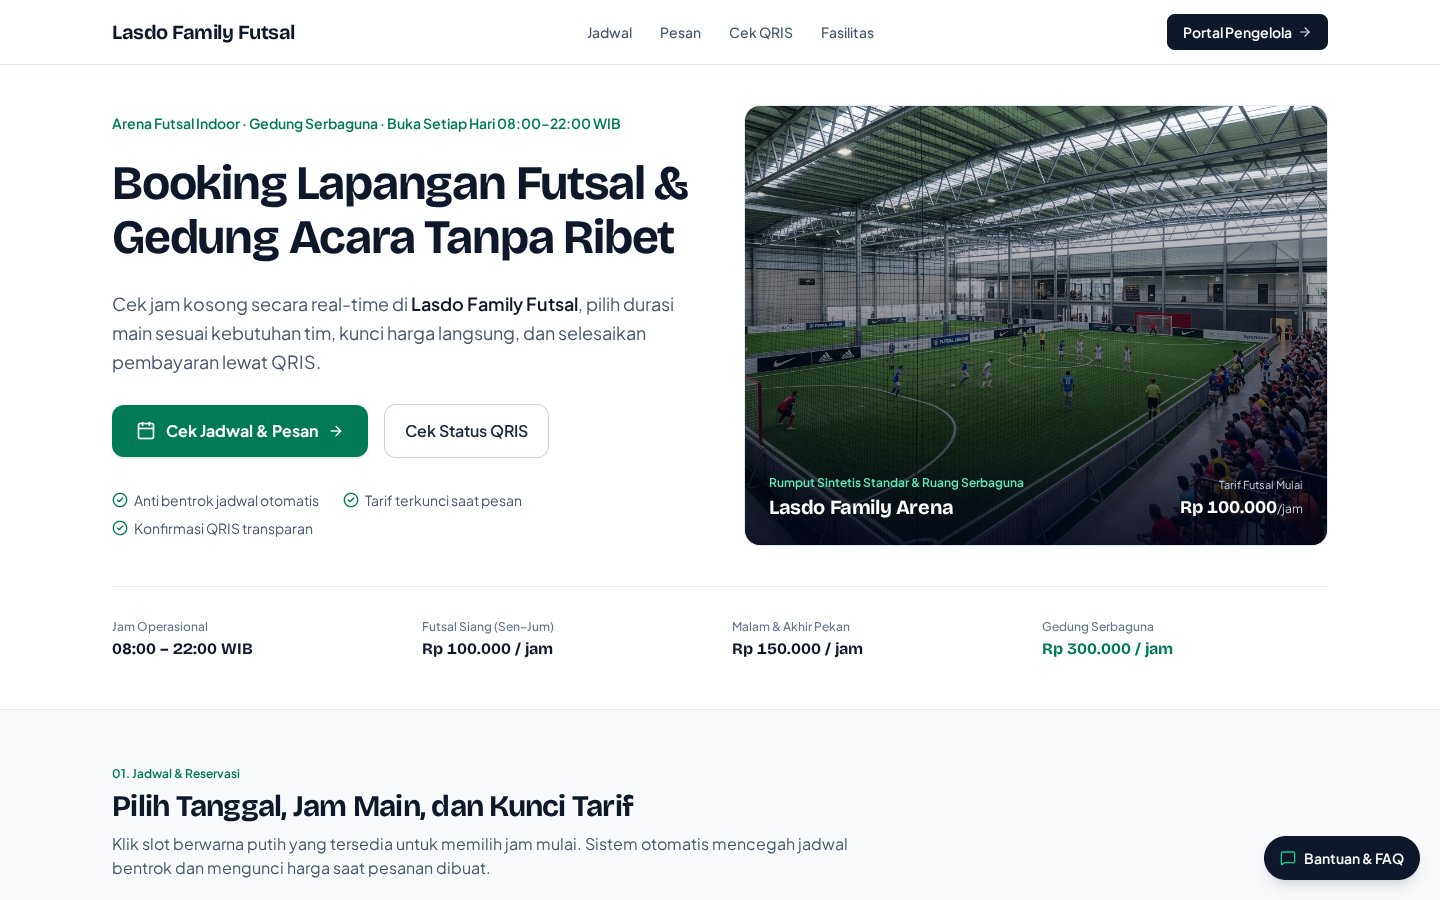 Lasdo Family Futsal
Jadwal
Pesan
Cek QRIS
Fasilitas
Portal Pengelola
Arena Futsal Indoor · Gedung Serbaguna · Buka Setiap Hari 08:00–22:00 WIB
Booking Lapangan Futsal &
Gedung Acara Tanpa Ribet
Cek jam kosong secara real-time di Lasdo Family Futsal, pilih durasi
main sesuai kebutuhan tim, kunci harga langsung, dan selesaikan
pembayaran lewat QRIS.
Cek Jadwal & Pesan
Cek Status QRIS
Anti bentrok jadwal otomatis
Tarif terkunci saat pesan
Konfirmasi QRIS transparan
Rumput Sintetis Standar & Ruang Serbaguna
Lasdo Family Arena
Tarif Futsal Mulai
Rp 100.000/jam
Jam Operasional
08:00 – 22:00 WIB
Futsal Siang (Sen–Jum)
Rp 100.000 / jam
Malam & Akhir Pekan
Rp 150.000 / jam
Gedung Serbaguna
Rp 300.000 / jam
01. Jadwal & Reservasi
Pilih Tanggal, Jam Main, dan Kunci Tarif
Klik slot berwarna putih yang tersedia untuk memilih jam mulai. Sistem otomatis mencegah jadwal
bentrok dan mengunci harga saat pesanan dibuat.
Bantuan & FAQ